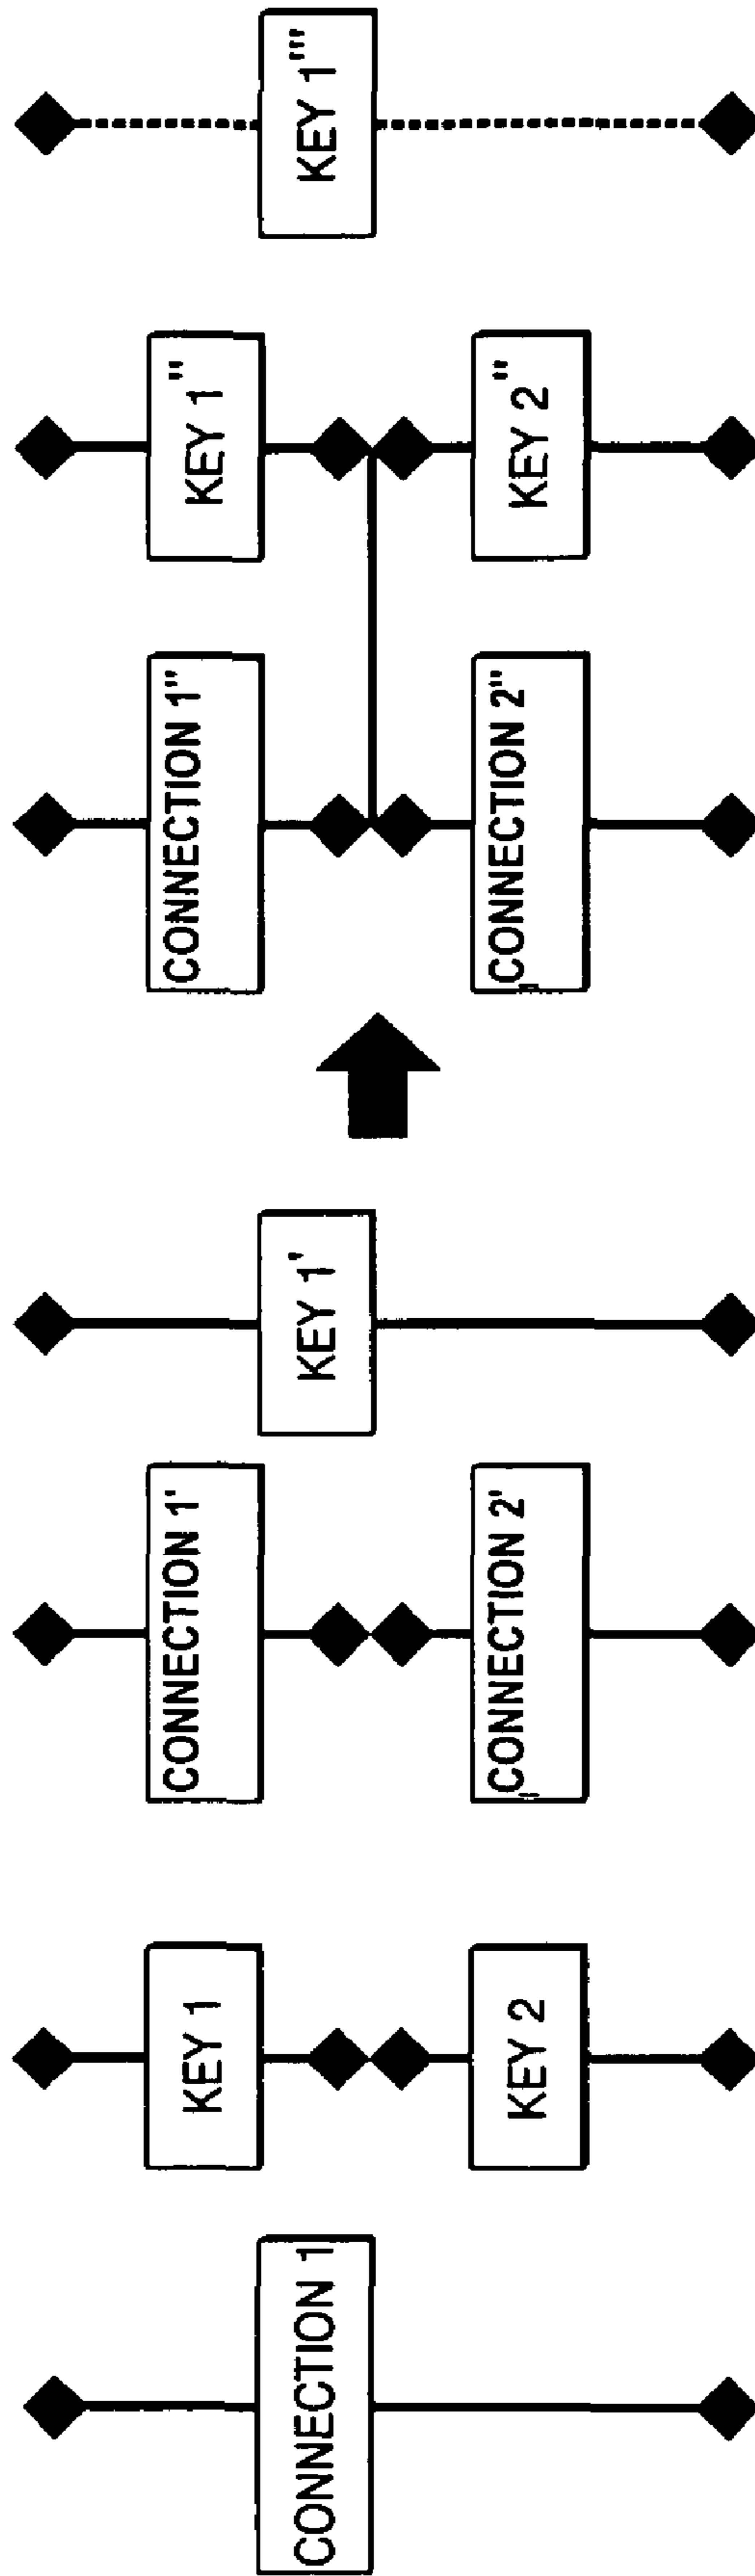 CONNECTION 1
KEY 1
KEY 2
CONNECTION 1'
CONNECTION 2'
KEY 1'
CONNECTION 1''
CONNECTION 2''
KEY 1''
KEY 2''
KEY 1'''